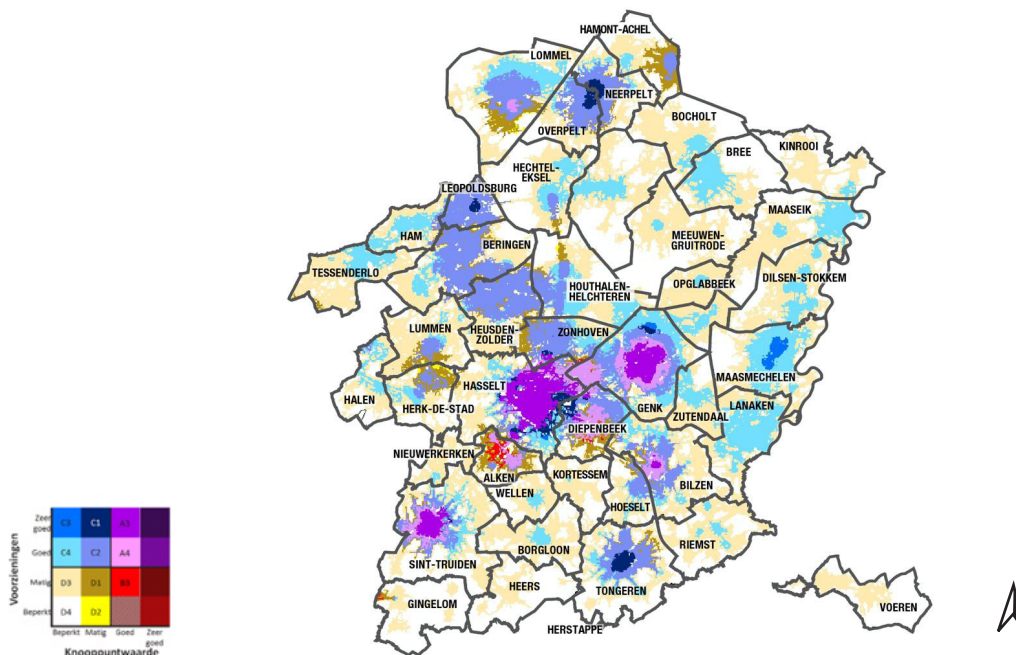 HAMONT-ACHEL
LOMMEL
NEERPELT
OVERPELT
BOCHOLT
BREE
KINROOI
HECHTEL-
EKSEL
LEOPOLDSBURG
MAASEIK
HAM
BERINGEN
MEEUWEN-
GRUITRODE
TESSENDERLO
HOUTHALEN-
HELCHTEREN
OPGLABBEEK
DILSEN-STOKKEM
LUMMEN
HEUSDEN-
ZOLDER
ZONHOVEN
MAASMECHELEN
HASSELT
HALEN
HERK-DE-STAD
GENK
ZUTENDAAL
LANAKEN
DIEPENBEEK
NIEUWERKERKEN
ALKEN
KORTESSEM
BILZEN
WELLEN
HOESELT
BORGLOON
RIEMST
SINT-TRUIDEN
HEERS
TONGEREN
GINGELOM
VOEREN
HERSTAPPE
Voorzieningen
Zeer
goed
C3 C1 A3
Goed
C4 C2 A4
Matig
D3 D1 B3
Beperkt
D4 D2
Beperkt Matig Goed Zeer
goed
Knooppuntwaarde